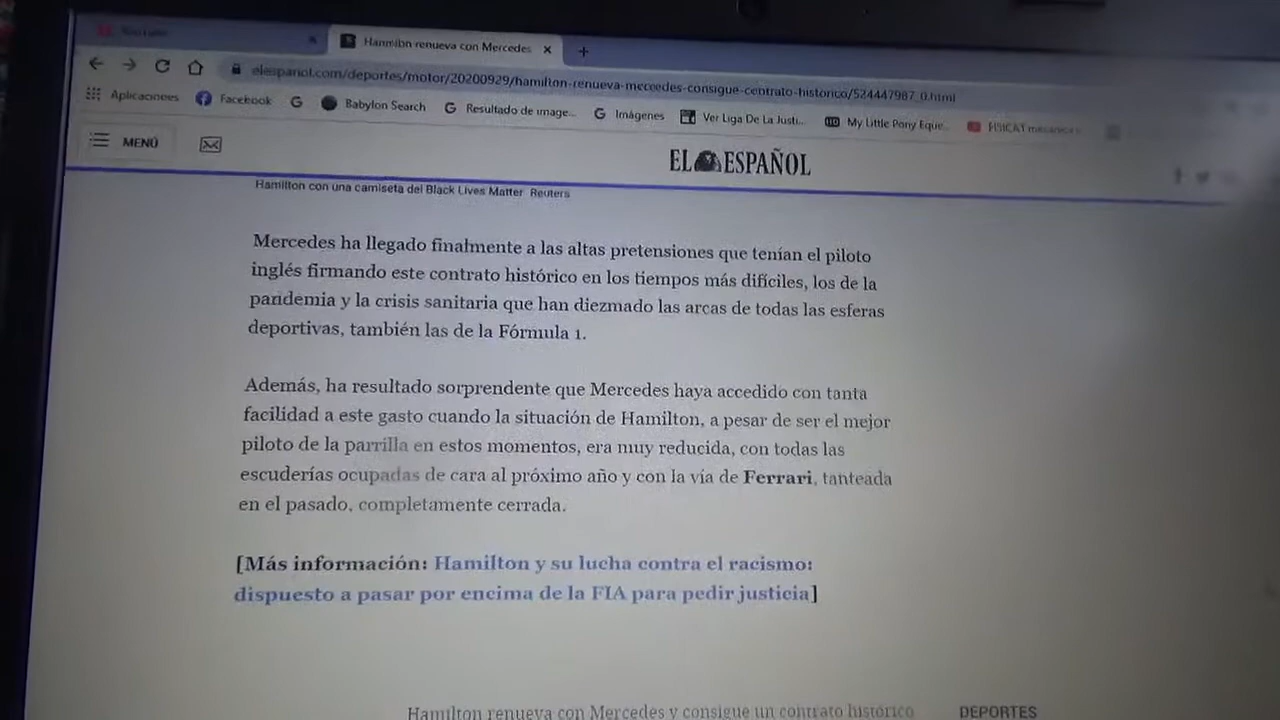 YouTube
Hamilton renueva con Mercedes
elespanol.com/deportes/motor/20200929/hamilton-renueva-mercedes-consigue-contrato-historico/524447987_0.html
Aplicaciones Facebook Babylon Search Resultado de image... Imágenes Ver Liga De La Justi... My Little Pony Eque...
MENÚ
EL ESPAÑOL
Hamilton con una camiseta del Black Lives Matter Reuters
Mercedes ha llegado finalmente a las altas pretensiones que tenían el piloto
inglés firmando este contrato histórico en los tiempos más difíciles, los de la
pandemia y la crisis sanitaria que han diezmado las arcas de todas las esferas
deportivas, también las de la Fórmula 1.
Además, ha resultado sorprendente que Mercedes haya accedido con tanta
facilidad a este gasto cuando la situación de Hamilton, a pesar de ser el mejor
piloto de la parrilla en estos momentos, era muy reducida, con todas las
escuderías ocupadas de cara al próximo año y con la vía de Ferrari, tanteada
en el pasado, completamente cerrada.
[Más información: Hamilton y su lucha contra el racismo:
dispuesto a pasar por encima de la FIA para pedir justicia]
Hamilton renueva con Mercedes y consigue un contrato histórico DEPORTES